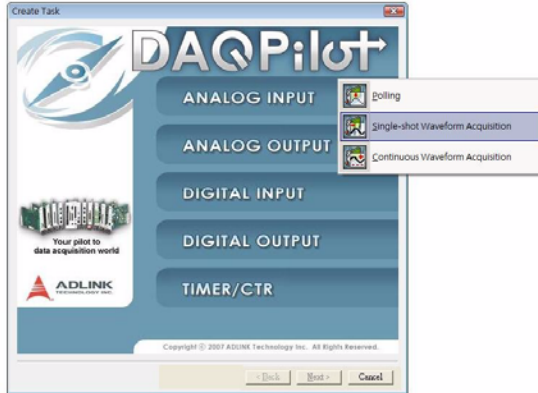 Create Task
DAQPilot
ANALOG INPUT
Polling
Single-shot Waveform Acquisition
Continuous Waveform Acquisition
ANALOG OUTPUT
DIGITAL INPUT
DIGITAL OUTPUT
TIMER/CTR
Your pilot to
data acquisition world
ADLINK
TECHNOLOGY INC.
Copyright © 2007 ADLINK Technology Inc. All Rights Reserved.
< Back
Next >
Cancel